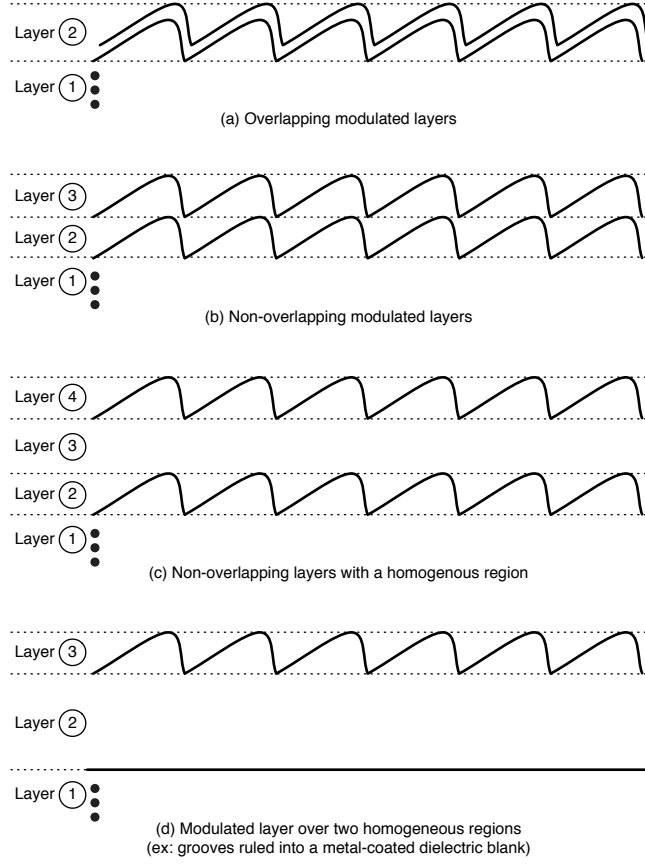 Layer 2
Layer 1
(a) Overlapping modulated layers
Layer 3
Layer 2
Layer 1
(b) Non-overlapping modulated layers
Layer 4
Layer 3
Layer 2
Layer 1
(c) Non-overlapping layers with a homogenous region
Layer 3
Layer 2
Layer 1
(d) Modulated layer over two homogeneous regions
(ex: grooves ruled into a metal-coated dielectric blank)